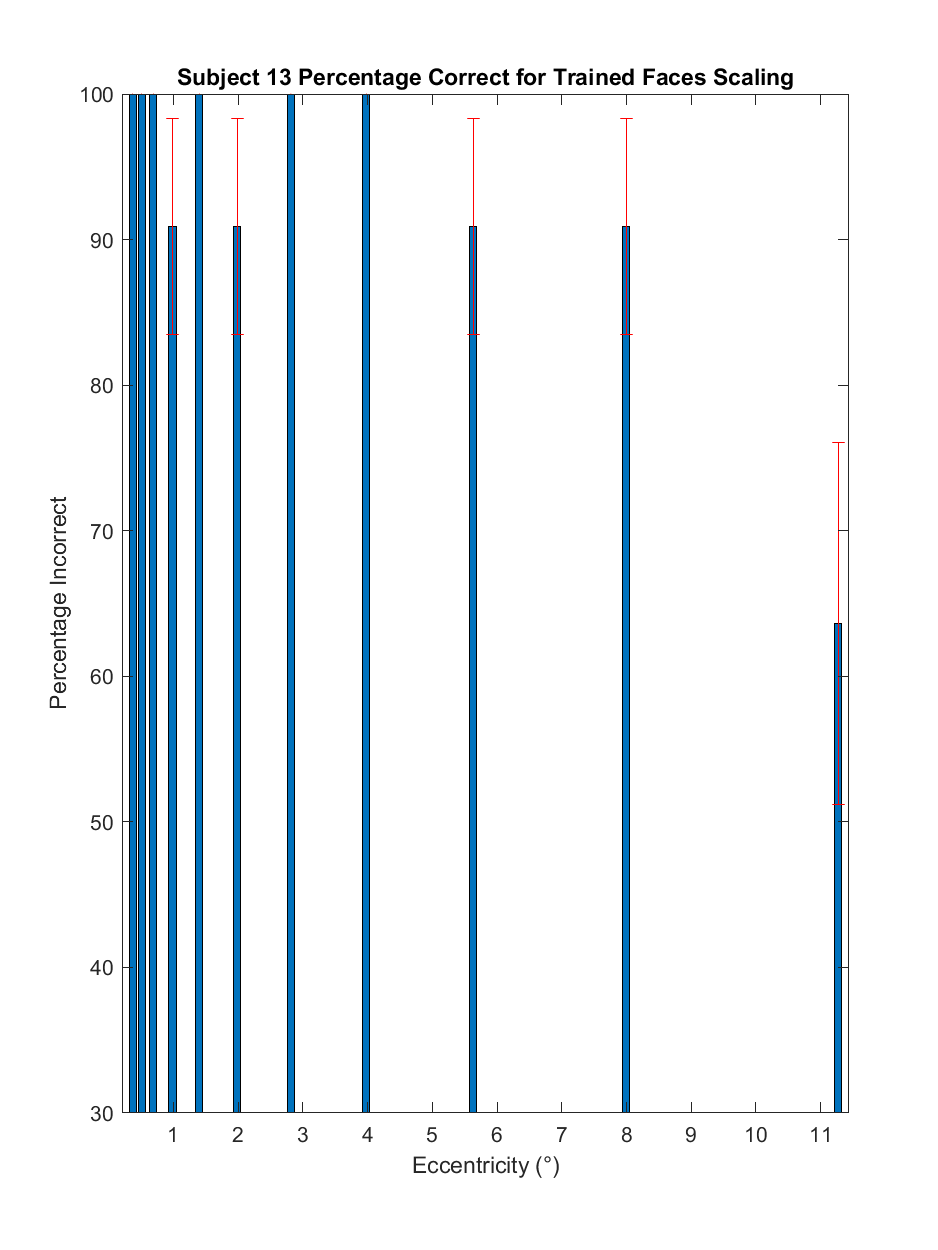 Subject 13 Percentage Correct for Trained Faces Scaling
100
90
80
70
60
50
40
30
Percentage Incorrect
1 2 3 4 5 6 7 8 9 10 11
Eccentricity (°)